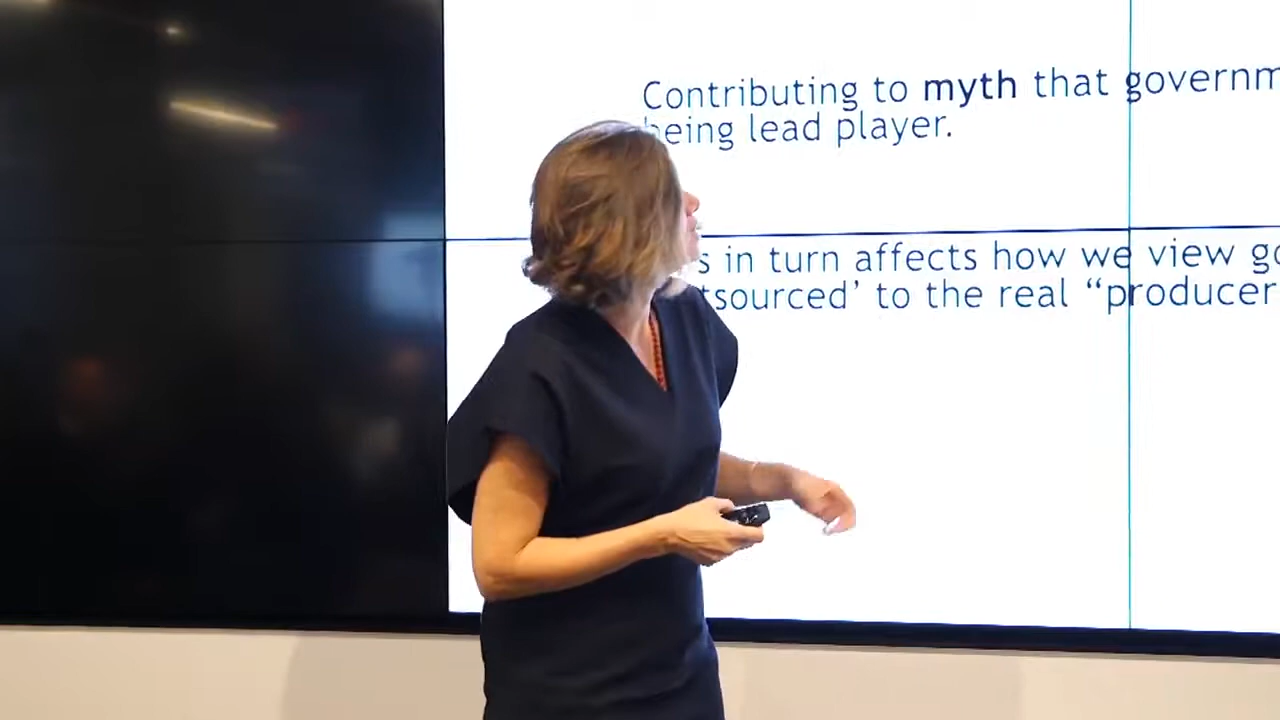 Contributing to myth that governm
being lead player.
s in turn affects how we view go
tsourced’ to the real “producer